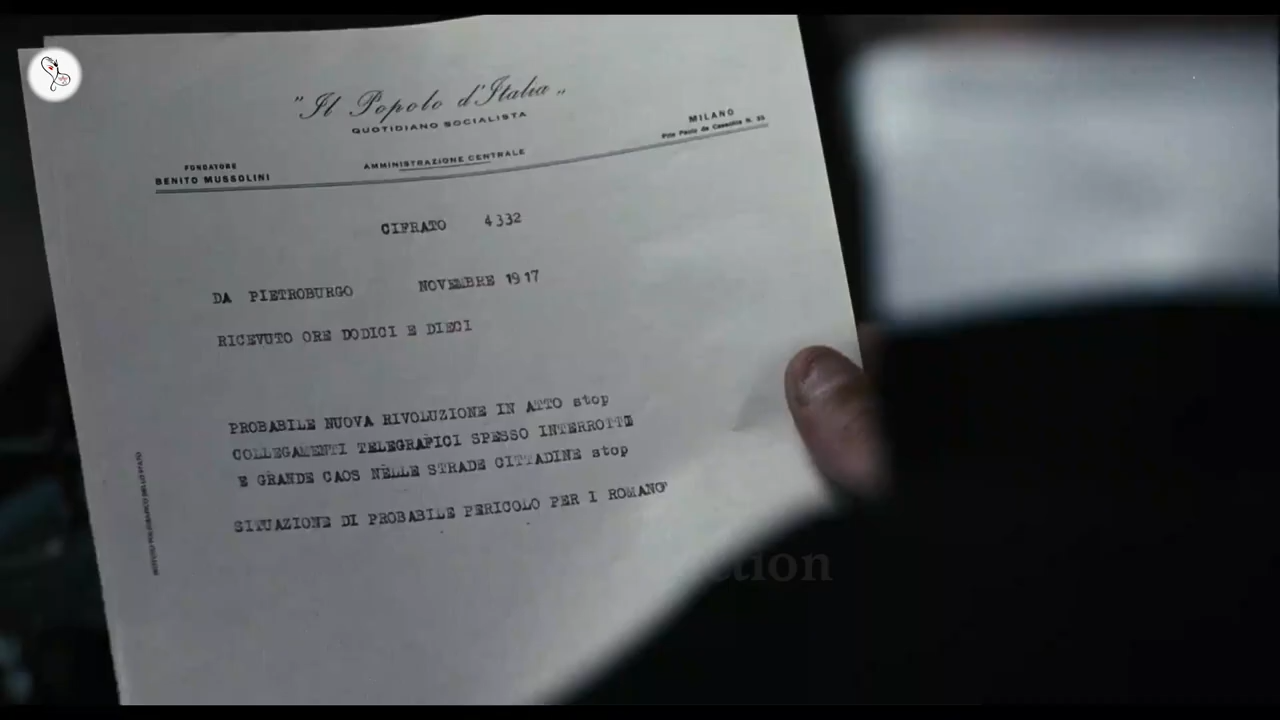 "Il Popolo d'Italia"
QUOTIDIANO SOCIALISTA
MILANO
FONDATORE
BENITO MUSSOLINI
AMMINISTRAZIONE CENTRALE
CIFRATO 4332
DA PIETROBURGO NOVEMBRE 1917
RICEVUTO ORE DODICI E DIECI
PROBABILE NUOVA RIVOLUZIONE IN ATTO stop
COLLEGAMENTI TELEGRAFICI SPESSO INTERROTTI
E GRANDE CAOS NELLE STRADE CITTADINE stop
SITUAZIONE DI PROBABILE PERICOLO PER I ROMANO'